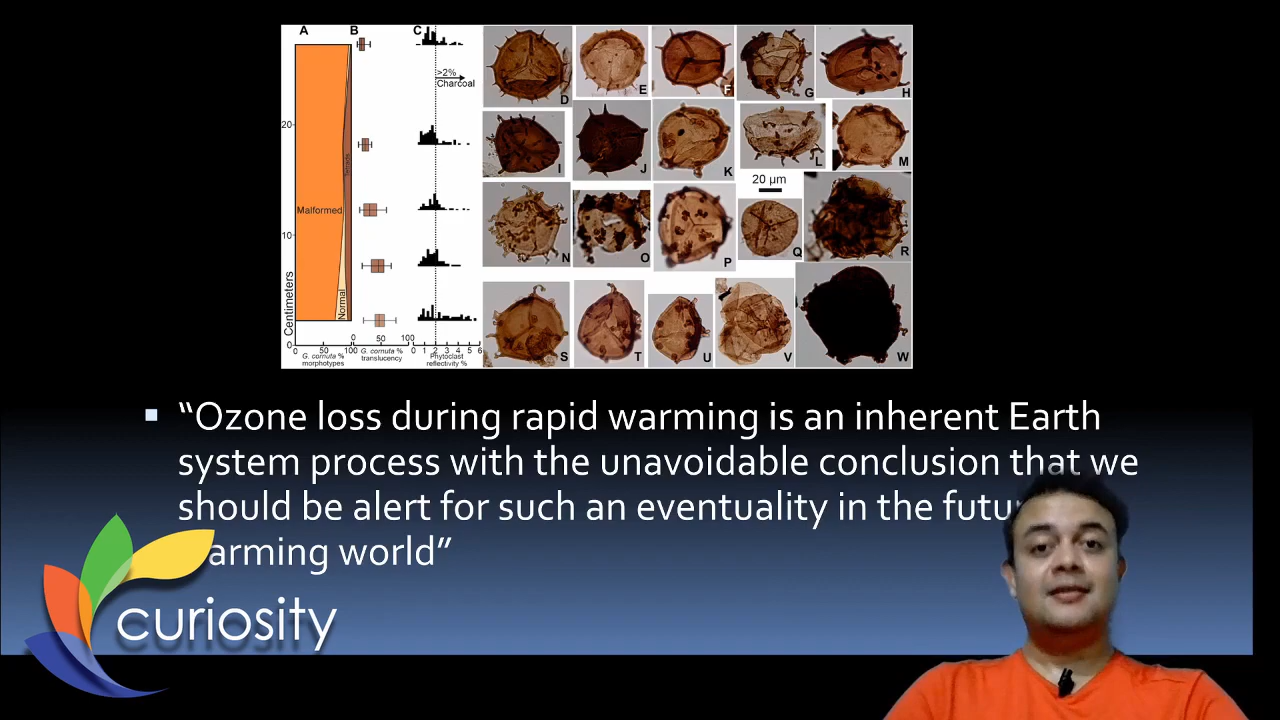 A B C
>2%
Charcoal
20
Tetrads
Malformed
10
Normal
Centimeters
0
0 50 100
0 50 100
0 1 2 3 4 5 6
G. cornuta %
morphotypes
G. cornuta %
translucency
Phytoclast
reflectivity %
D E F G H
I J K L M
20 µm
N O P Q R
S T U V W
▪ “Ozone loss during rapid warming is an inherent Earth
system process with the unavoidable conclusion that we
should be alert for such an eventuality in the futu
arming world”
curiosity